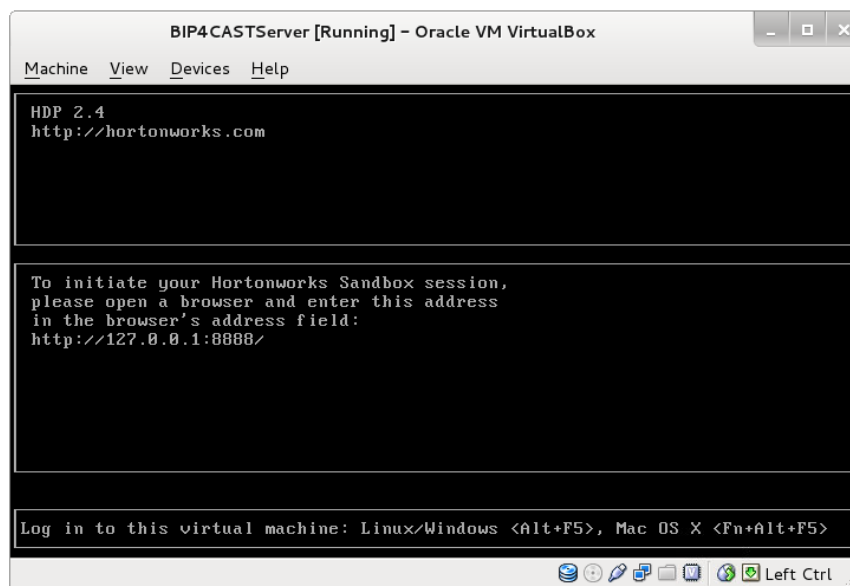 BIP4CASTServer [Running] - Oracle VM VirtualBox
Machine View Devices Help
HDP 2.4
http://hortonworks.com
To initiate your Hortonworks Sandbox session,
please open a browser and enter this address
in the browser's address field:
http://127.0.0.1:8888/
Log in to this virtual machine: Linux/Windows <Alt+F5>, Mac OS X <Fn+Alt+F5>
Left Ctrl